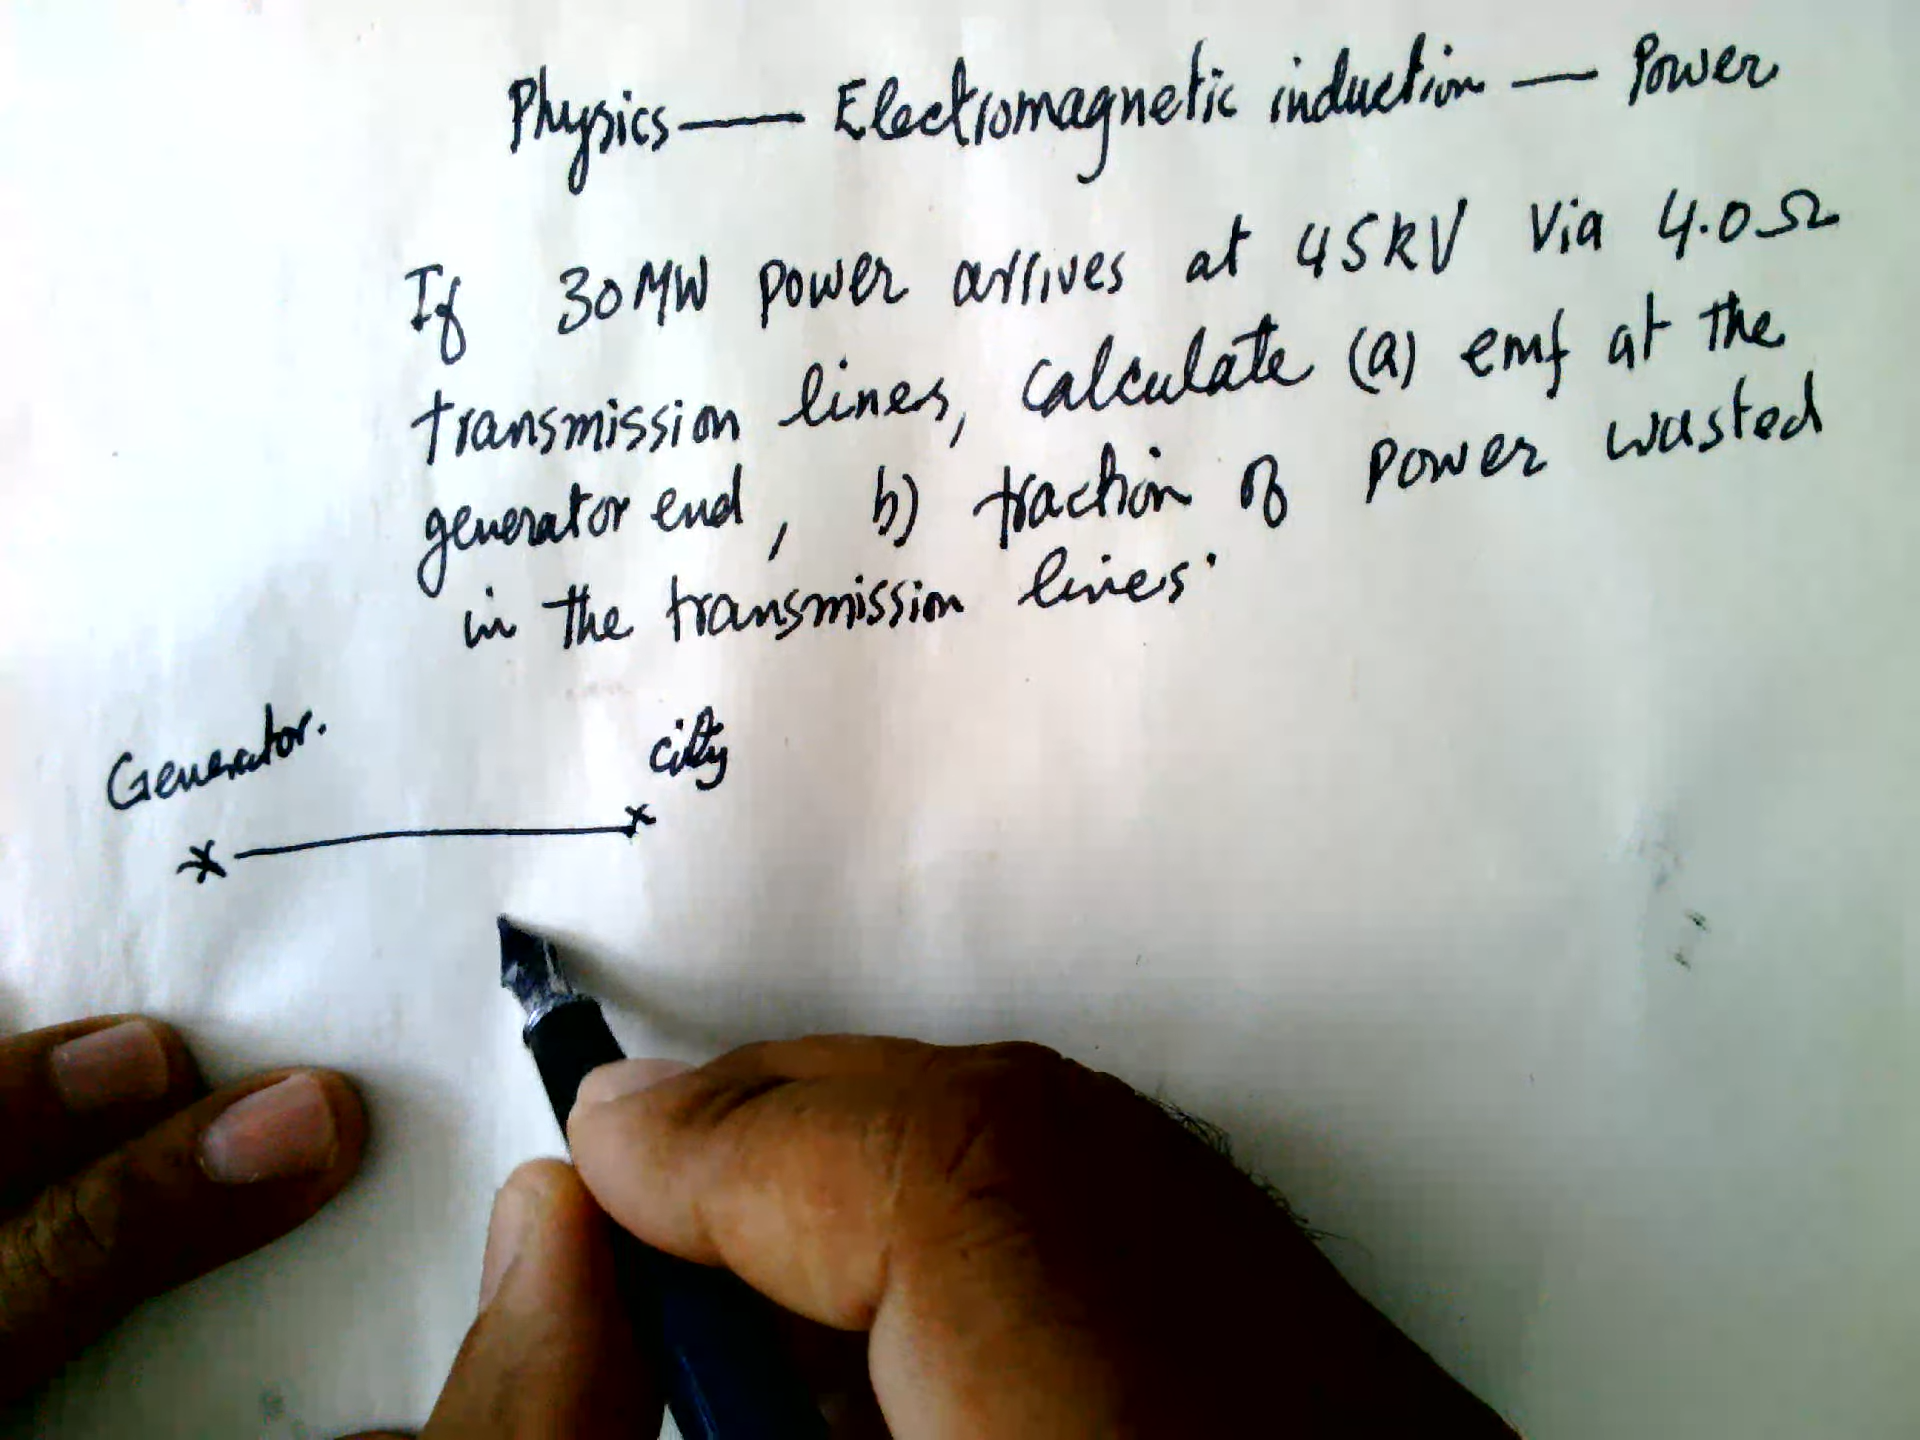 Physics — Electromagnetic induction — Power
If 30MW power arrives at 45kV via 4.0Ω
transmission lines, calculate (a) emf at the
generator end, b) fraction of power wasted
in the transmission lines.
Generator. city